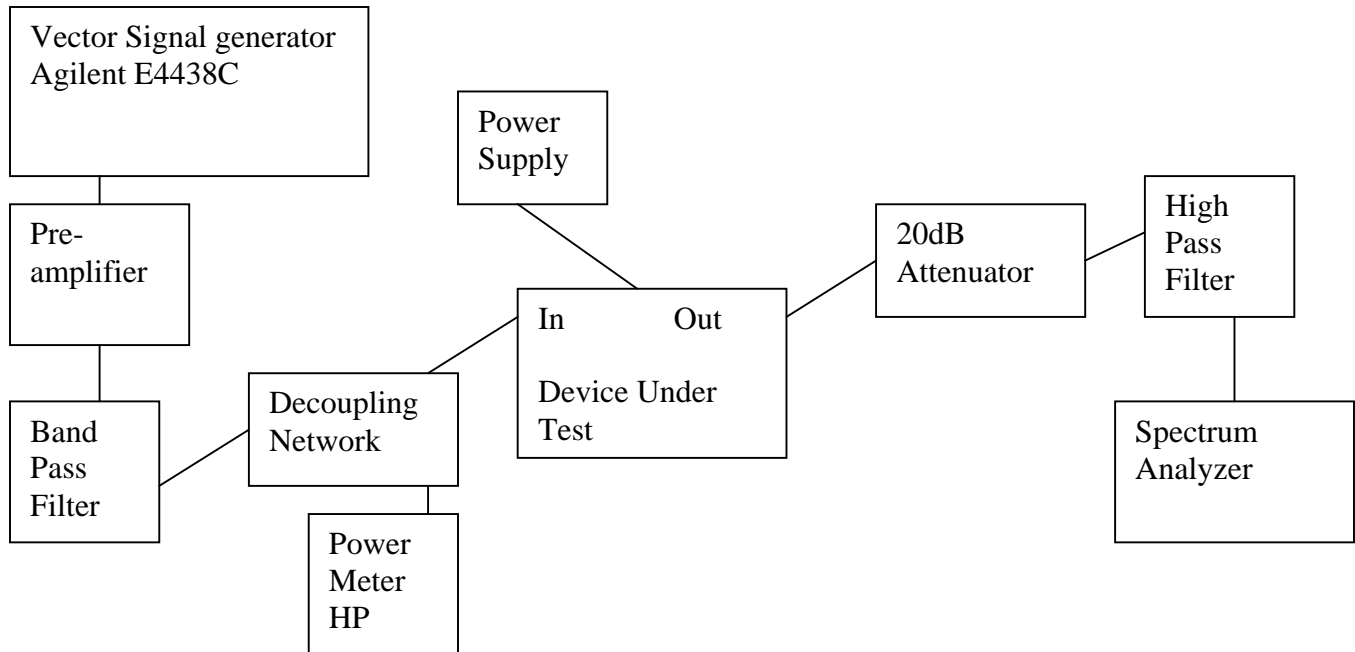 Vector Signal generator
Agilent E4438C
Power
Supply
Pre-
amplifier
20dB
Attenuator
High
Pass
Filter
In Out
Device Under
Test
Decoupling
Network
Band
Pass
Filter
Spectrum
Analyzer
Power
Meter
HP